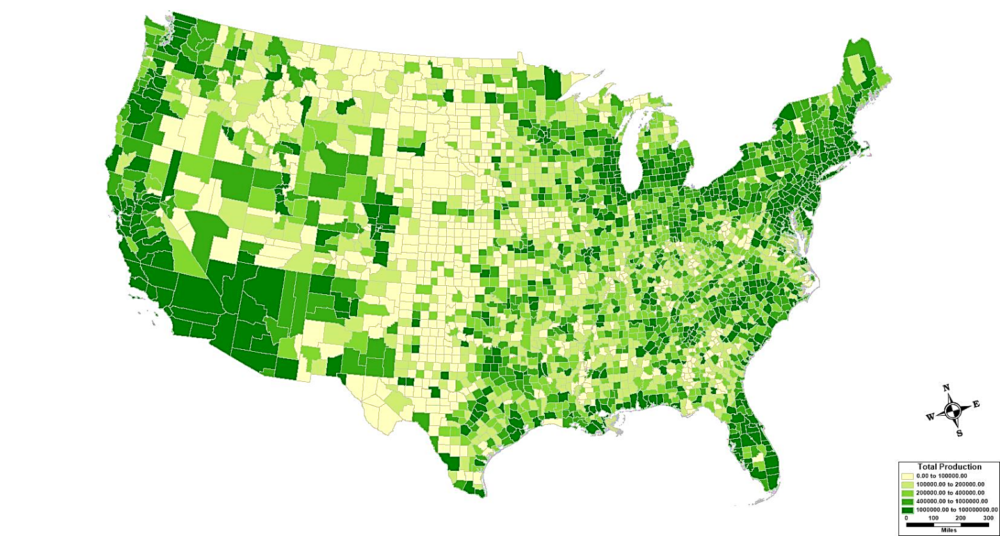 N
W E
S
Total Production
0.00 to 100000.00
100000.00 to 200000.00
200000.00 to 400000.00
400000.00 to 1000000.00
1000000.00 to 100000000.00
0 100 200 300
Miles